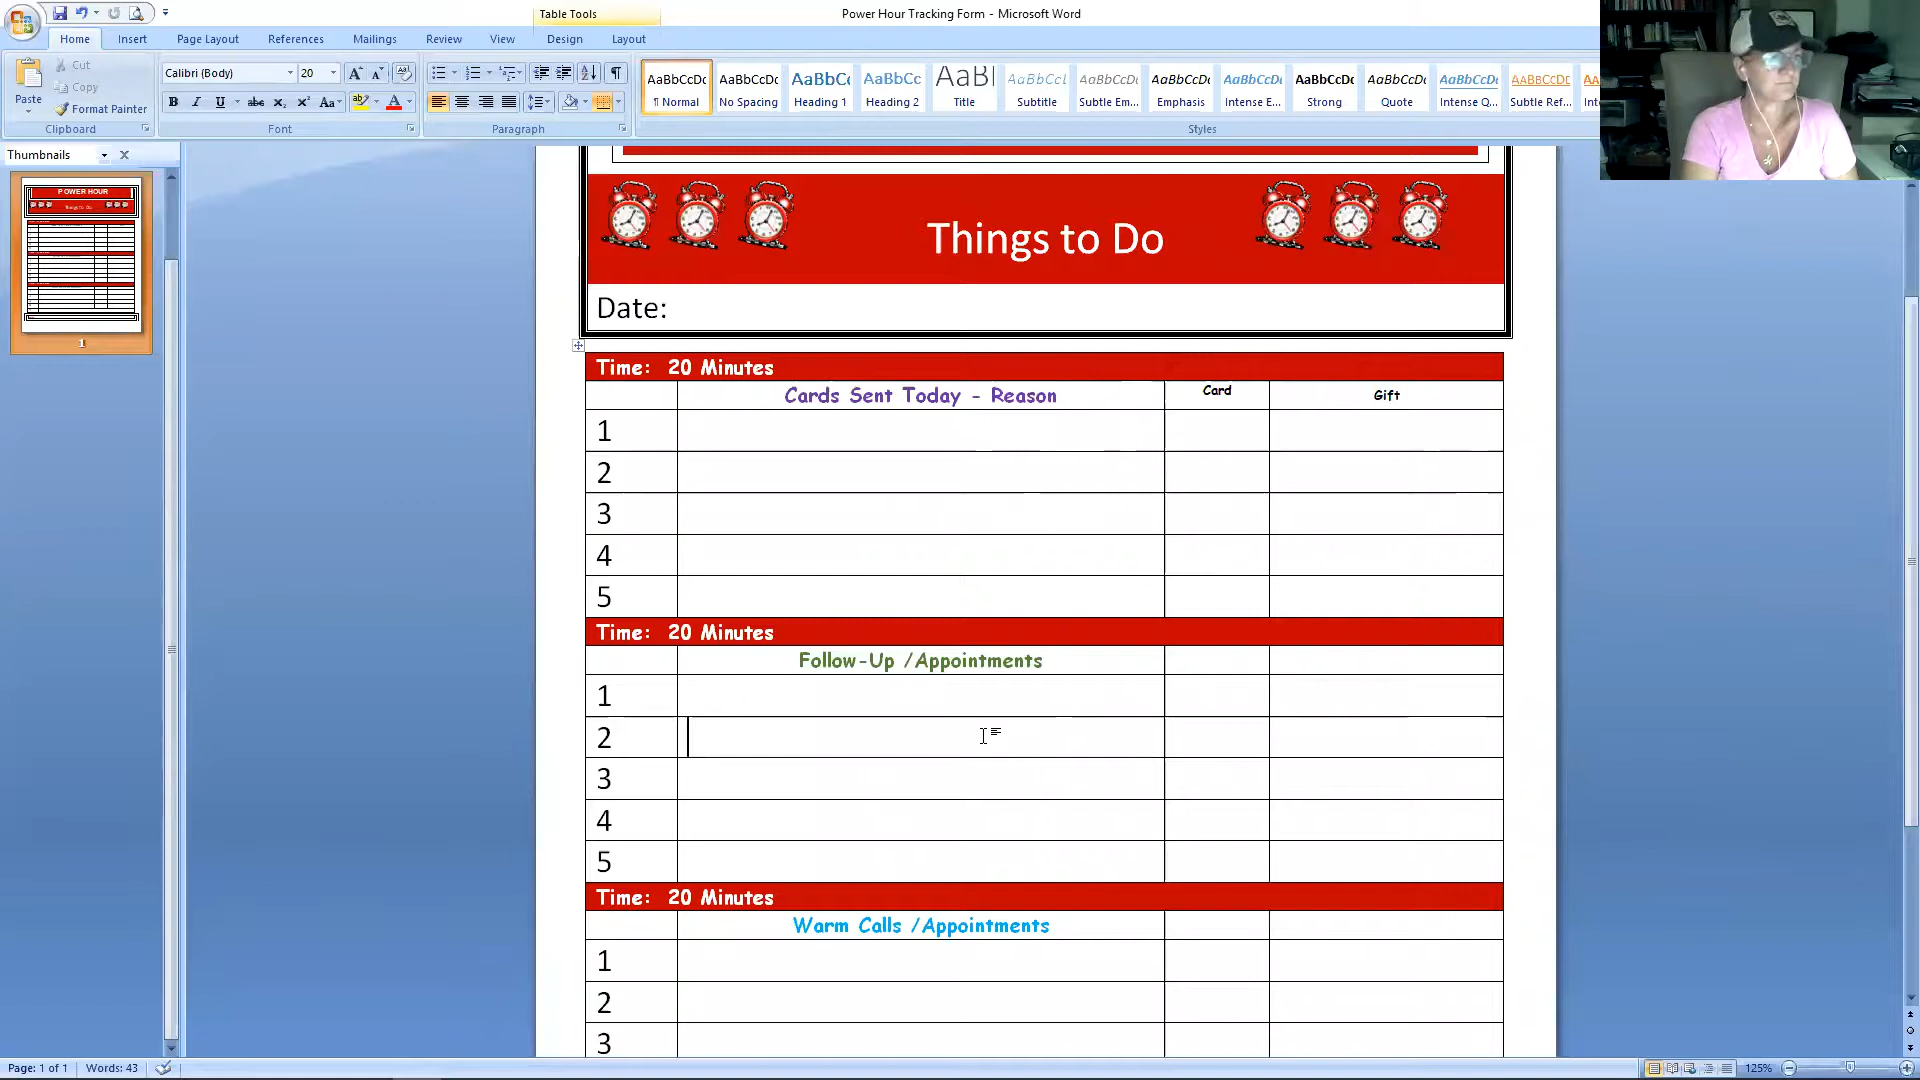 Table Tools
Power Hour Tracking Form - Microsoft Word
Home
Insert
Page Layout
References
Mailings
Review
View
Design
Layout
Paste
Cut
Copy
Format Painter
Clipboard
Calibri (Body)
20
Font
Paragraph
AaBbCcDc
¶ Normal
AaBbCcDc
No Spacing
AaBbCc
Heading 1
AaBbCc
Heading 2
AaBl
Title
AaBbCcL
Subtitle
AaBbCcDc
Subtle Em...
AaBbCcDc
Emphasis
AaBbCcDc
Intense E...
AaBbCcDc
Strong
AaBbCcDc
Quote
AaBbCcDc
Intense Q...
AaBbCcDc
Subtle Ref...
Styles
Thumbnails
POWER HOUR
Things to Do
1
Things to Do
Date:
Time: 20 Minutes
Cards Sent Today - Reason
Card
Gift
1
2
3
4
5
Time: 20 Minutes
Follow-Up /Appointments
1
2
3
4
5
Time: 20 Minutes
Warm Calls /Appointments
1
2
3
Page: 1 of 1
Words: 43
125%